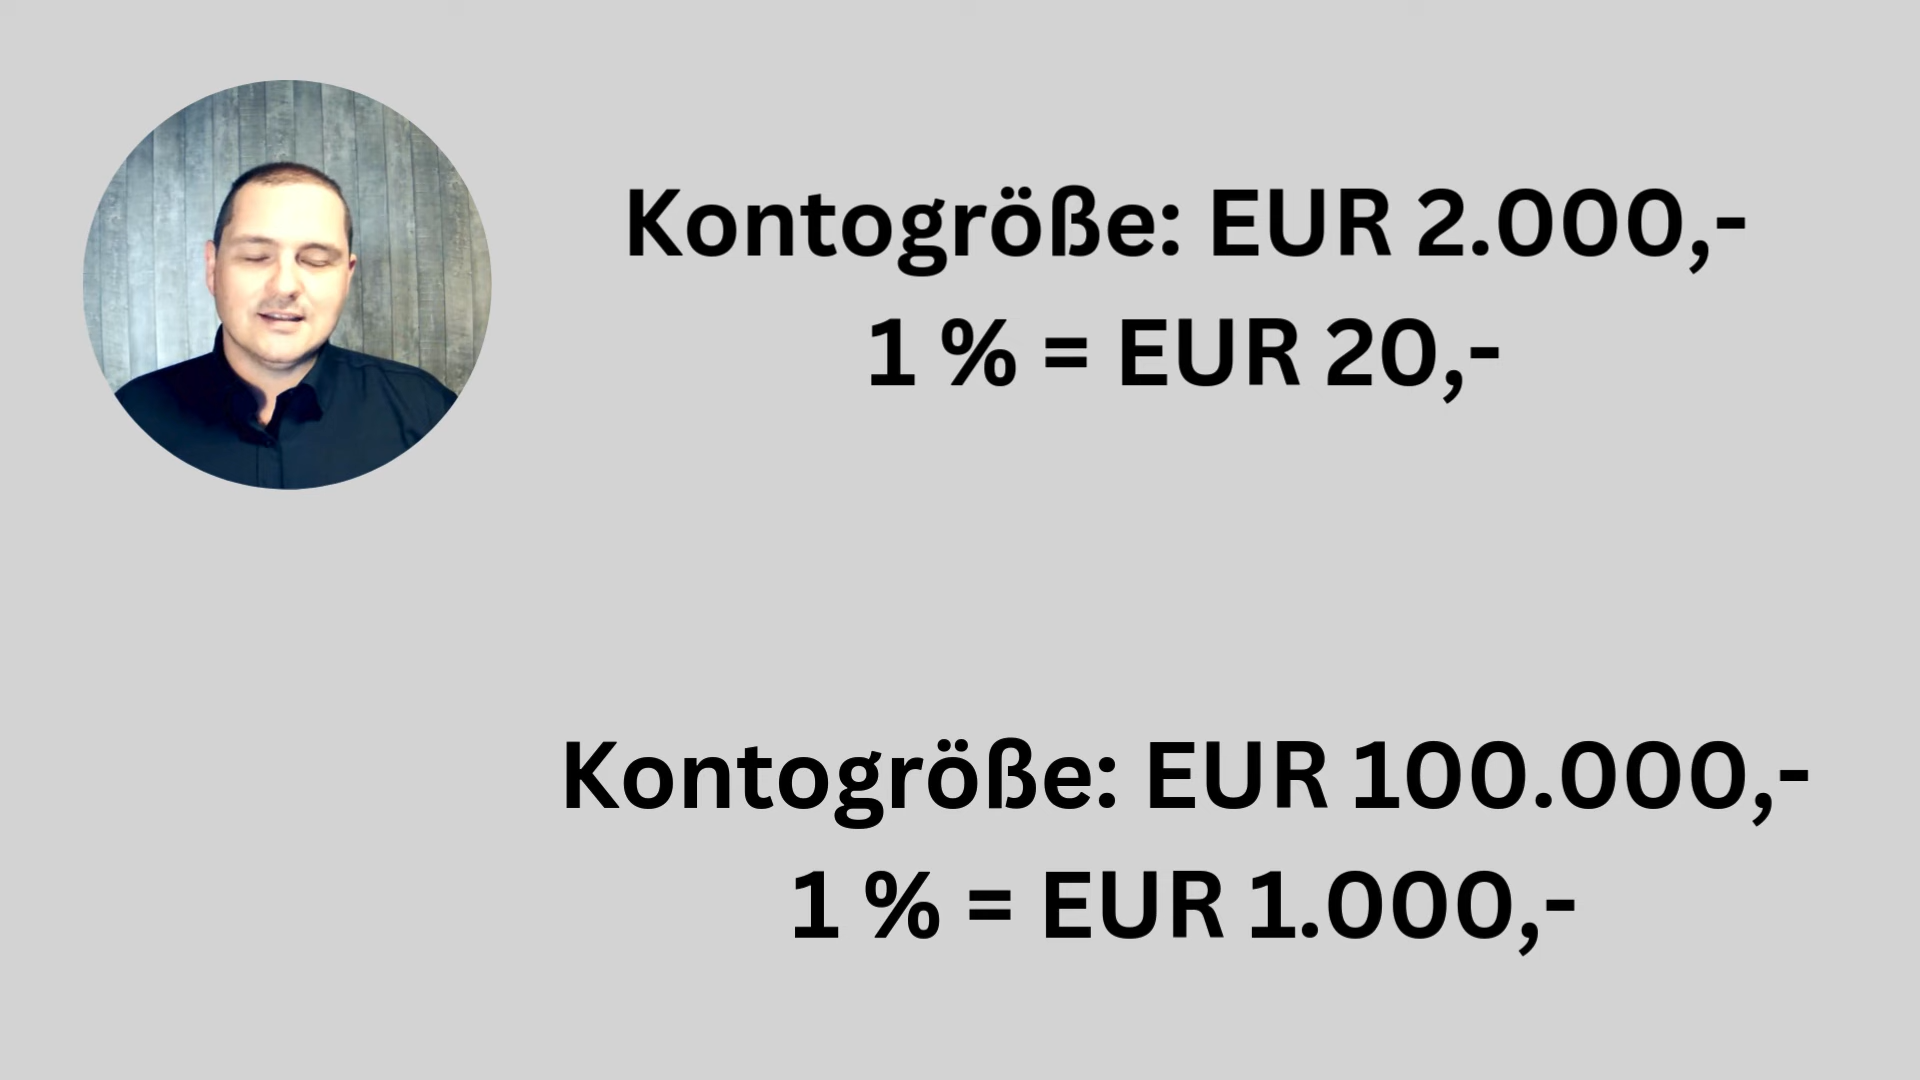 Kontogröße: EUR 2.000,-
1 % = EUR 20,-
Kontogröße: EUR 100.000,-
1 % = EUR 1.000,-